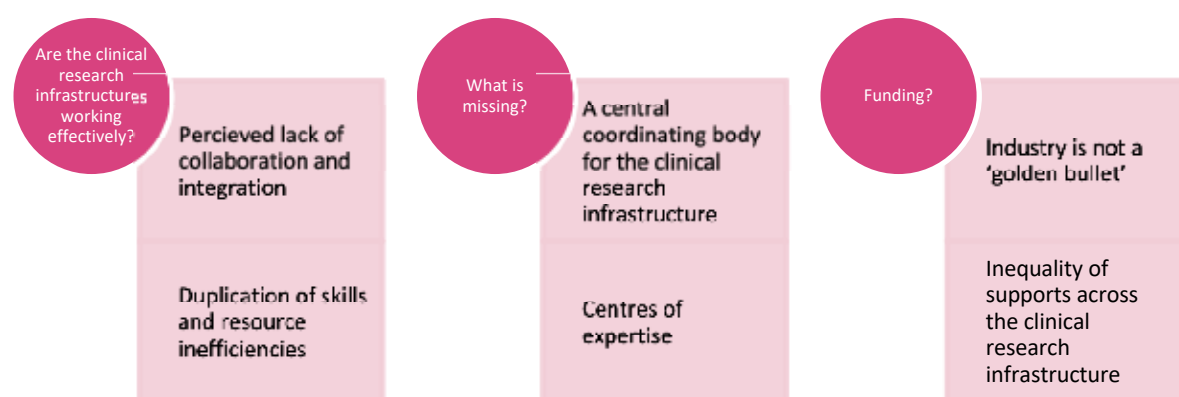 Are the clinical
research
infrastructures
working
effectively?
Percieved lack of
collaboration and
integration
Duplication of skills
and resource
inefficiencies
What is
missing?
A central
coordinating body
for the clinical
research
infrastructure
Centres of
expertise
Funding?
Industry is not a
‘golden bullet’
Inequality of
supports across
the clinical
research
infrastructure